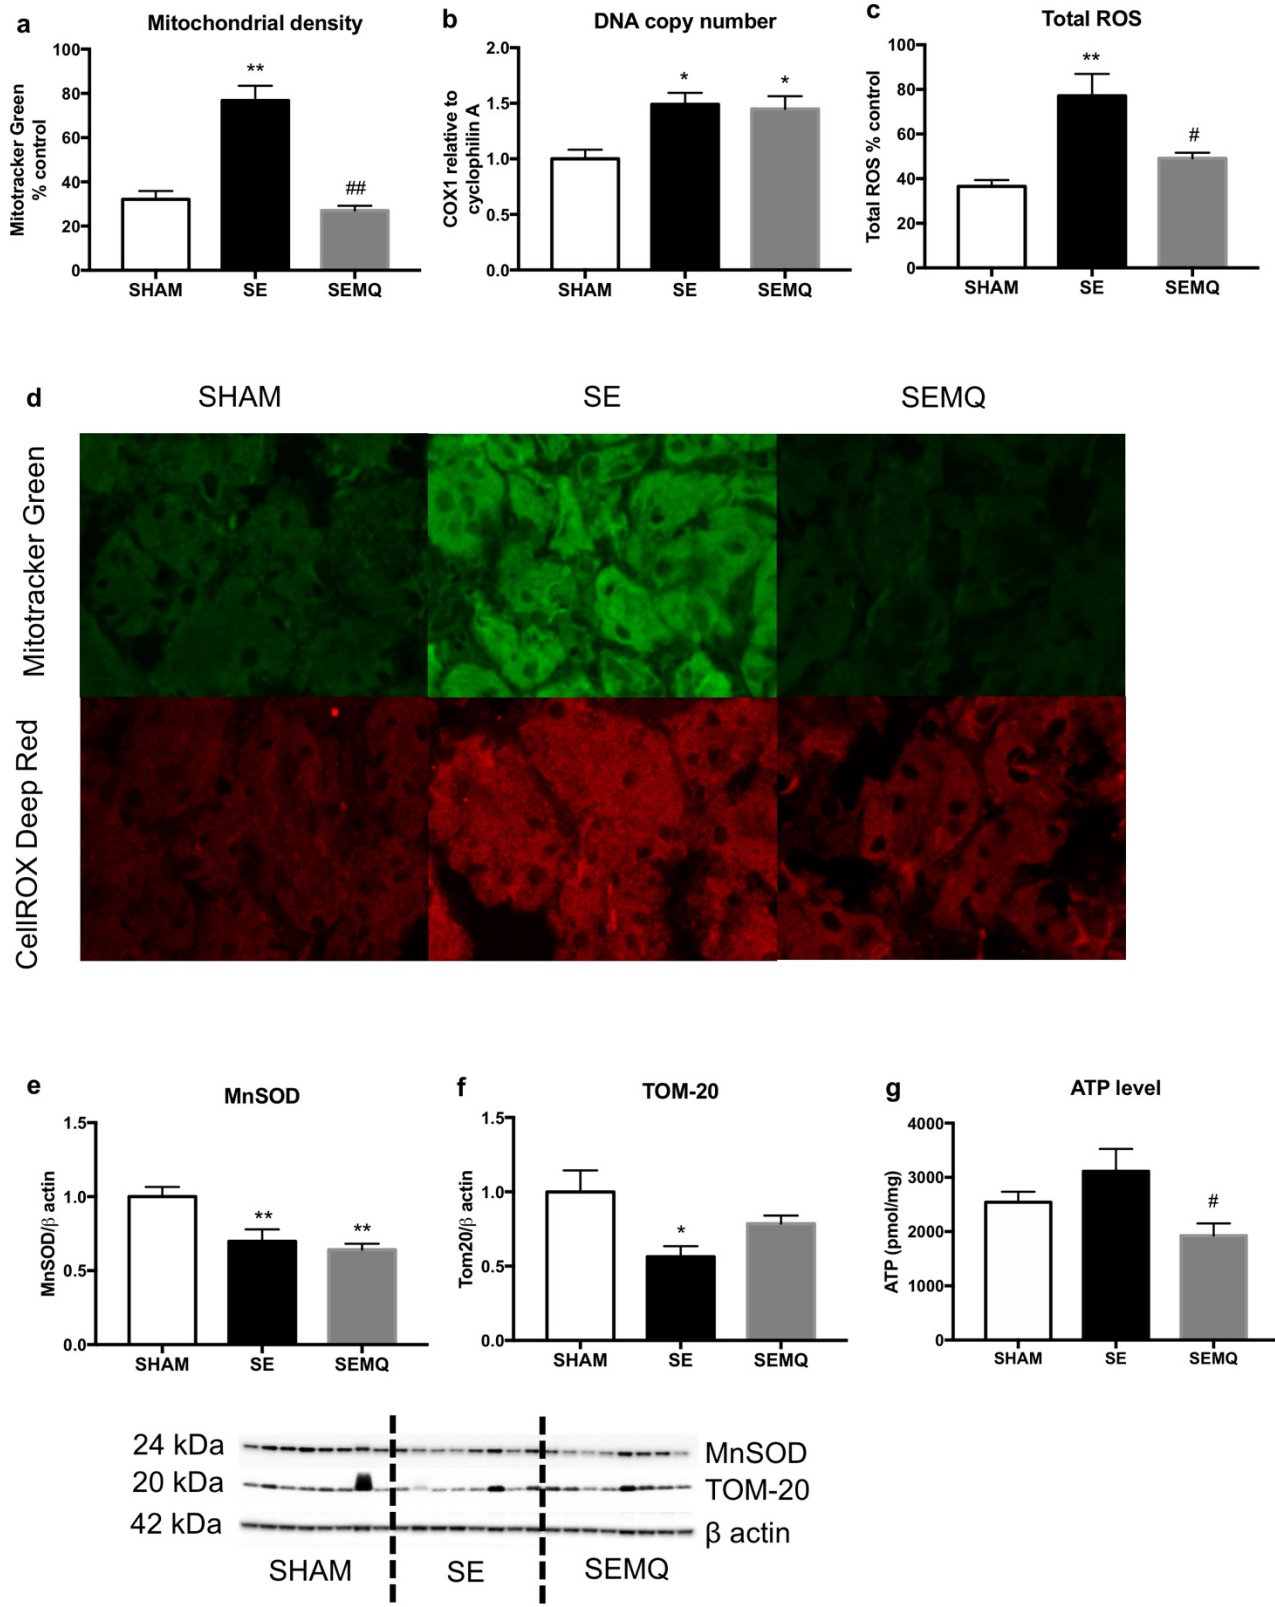 a
Mitochondrial density
Mitotracker Green
% control
100
80
60
40
20
0
**
##
SHAM SE SEMQ
b
DNA copy number
COX1 relative to
cyclophilin A
2.0
1.5
1.0
0.5
0.0
*
*
SHAM SE SEMQ
c
Total ROS
Total ROS % control
100
80
60
40
20
0
**
#
SHAM SE SEMQ
d
SHAM SE SEMQ
Mitotracker Green
CellROX Deep Red
e
MnSOD
MnSOD/β actin
1.5
1.0
0.5
0.0
**
**
SHAM SE SEMQ
f
TOM-20
Tom20/β actin
1.5
1.0
0.5
0.0
*
SHAM SE SEMQ
g
ATP level
ATP (pmol/mg)
4000
3000
2000
1000
0
#
SHAM SE SEMQ
24 kDa MnSOD
20 kDa TOM-20
42 kDa β actin
SHAM SE SEMQ